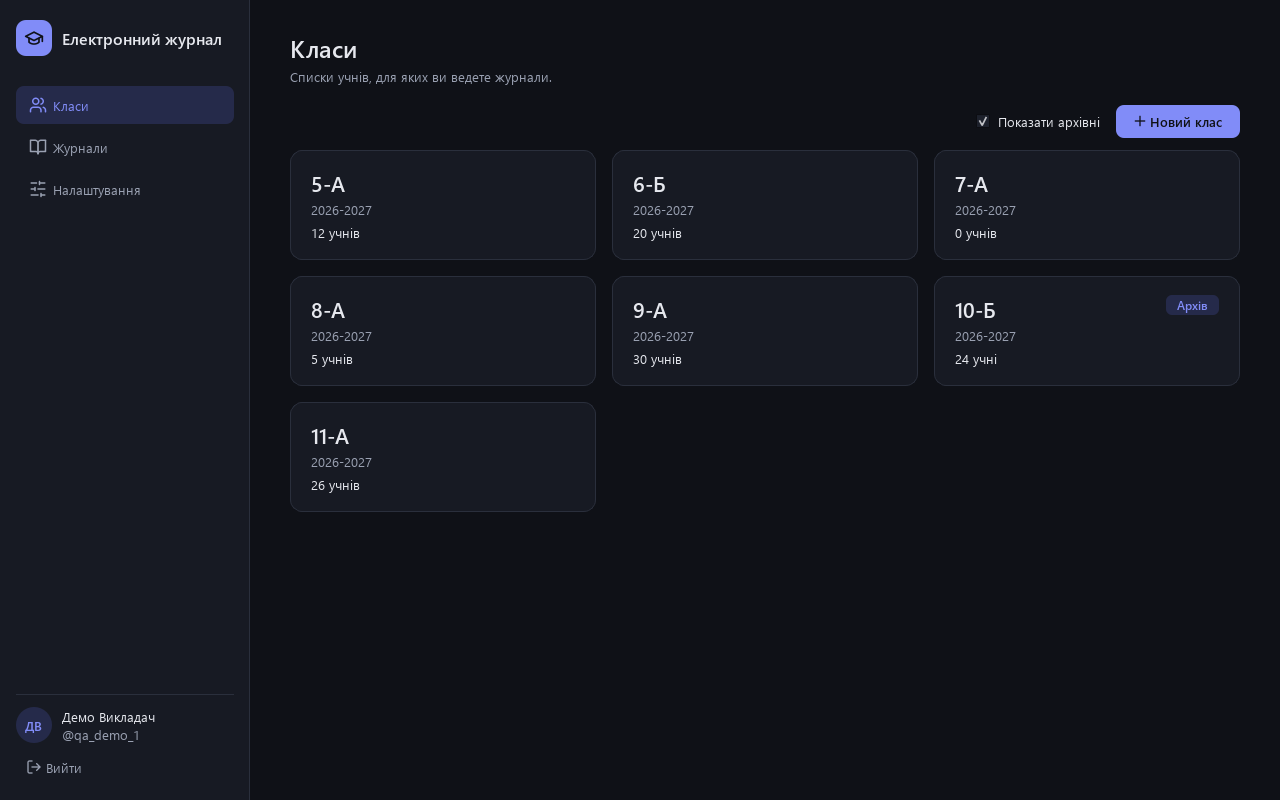 Електронний журнал
Класи
Журнали
Налаштування
Демо Викладач
ДВ
@qa_demo_1
Вийти
Класи
Списки учнів, для яких ви ведете журнали.
Показати архівні
Новий клас
5-А
2026-2027
12 учнів
6-Б
2026-2027
20 учнів
7-А
2026-2027
0 учнів
8-А
2026-2027
5 учнів
9-А
2026-2027
30 учнів
10-Б
Архів
2026-2027
24 учні
11-А
2026-2027
26 учнів